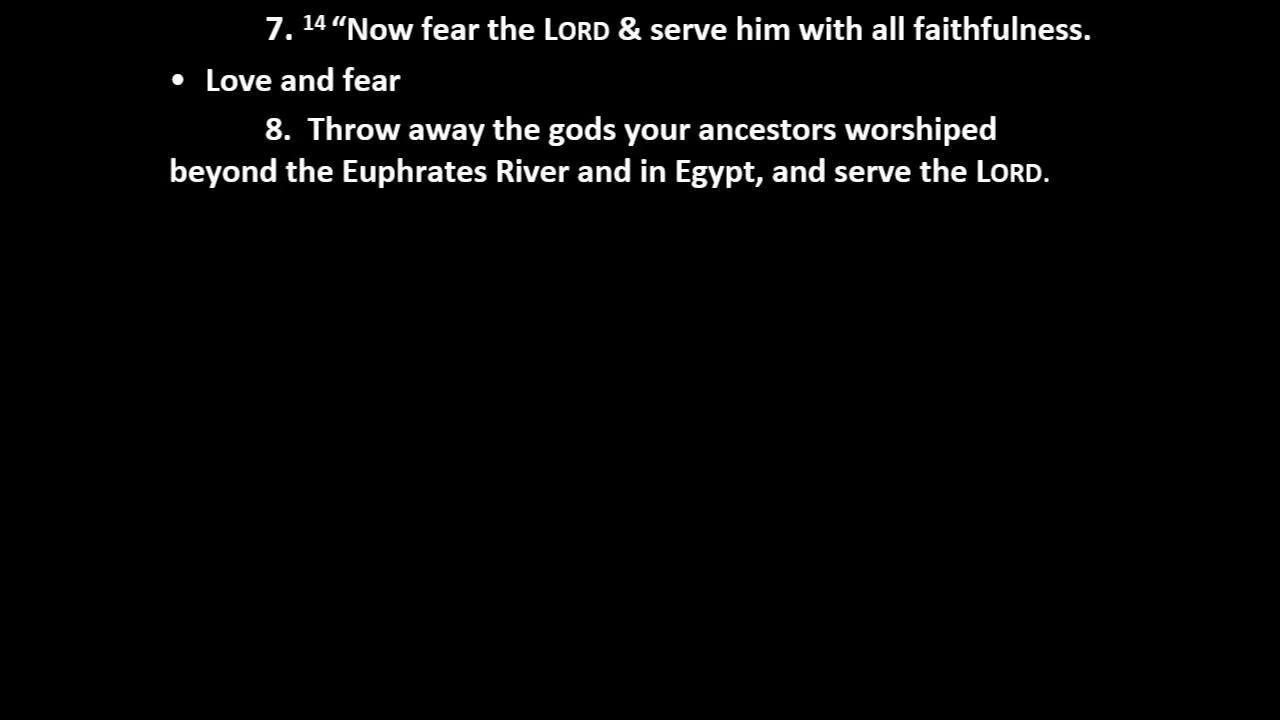 7. 14 “Now fear the LORD & serve him with all faithfulness.
• Love and fear
8. Throw away the gods your ancestors worshiped
beyond the Euphrates River and in Egypt, and serve the LORD.